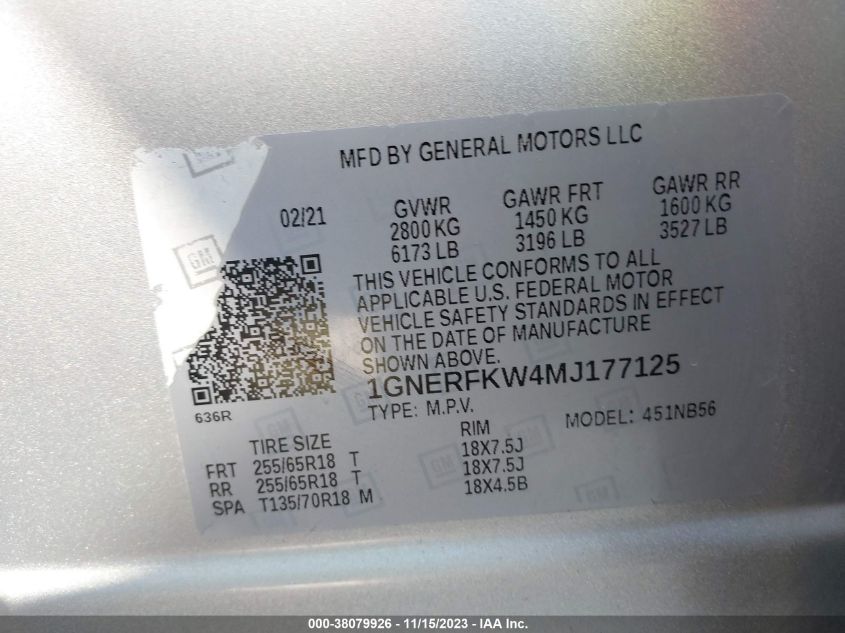 MFD BY GENERAL MOTORS LLC
02/21
GVWR GAWR FRT GAWR RR
2800 KG 1450 KG 1600 KG
6173 LB 3196 LB 3527 LB
THIS VEHICLE CONFORMS TO ALL
APPLICABLE U.S. FEDERAL MOTOR
VEHICLE SAFETY STANDARDS IN EFFECT
ON THE DATE OF MANUFACTURE
SHOWN ABOVE.
1GNERFKW4MJ177125
636R
TYPE: M.P.V. MODEL: 451NB56
TIRE SIZE RIM
FRT 255/65R18 T 18X7.5J
RR 255/65R18 T 18X7.5J
SPA T135/70R18 M 18X4.5B
GM
GM
GM
000-38079926 - 11/15/2023 - IAA Inc.